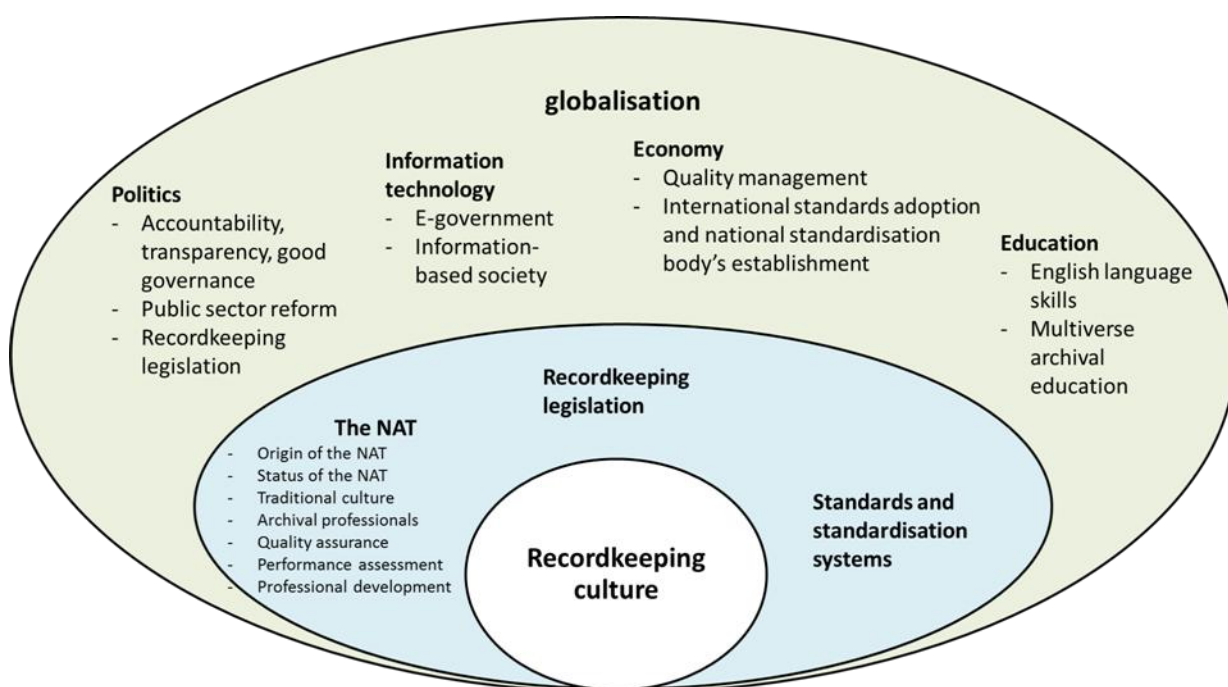 globalisation
Politics
- Accountability,
transparency, good
governance
- Public sector reform
- Recordkeeping
legislation
Information
technology
- E-government
- Information-
based society
Economy
- Quality management
- International standards adoption
and national standardisation
body’s establishment
Education
- English language
skills
- Multiverse
archival
education
Recordkeeping
legislation
The NAT
- Origin of the NAT
- Status of the NAT
- Traditional culture
- Archival professionals
- Quality assurance
- Performance assessment
- Professional development
Standards and
standardisation
systems
Recordkeeping
culture